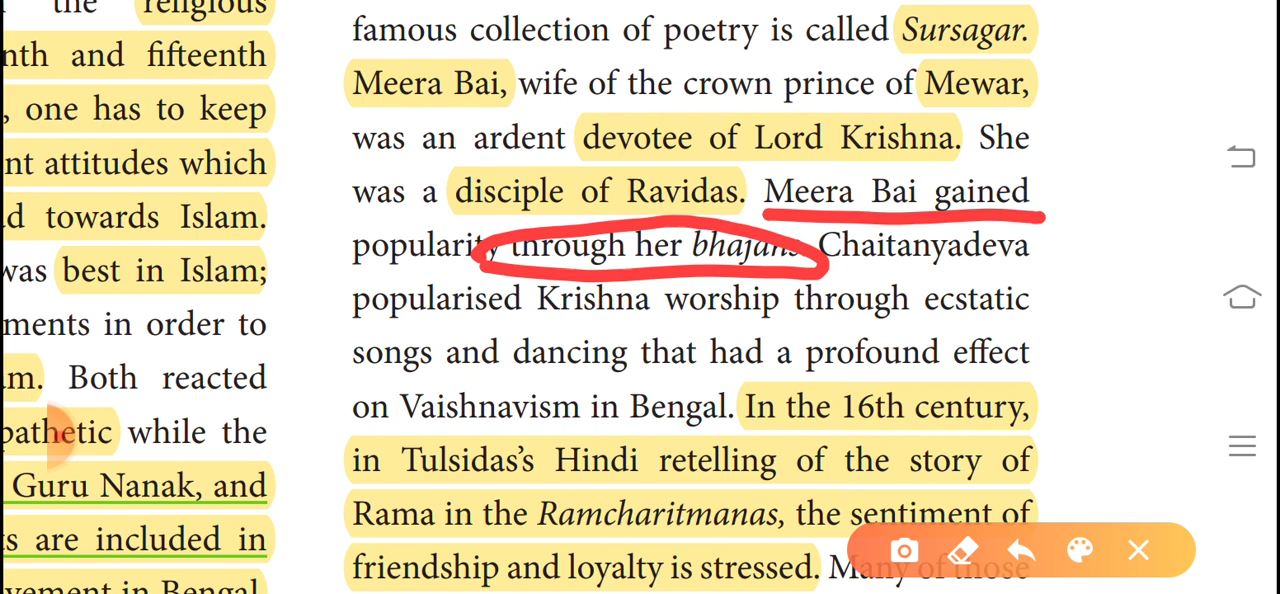 the religious
and fifteenth
, one has to keep
attitudes which
towards Islam.
was best in Islam;
in order to
Both reacted
while the
Guru Nanak, and
are included in
in Bengal.
famous collection of poetry is called Sursagar.
Meera Bai, wife of the crown prince of Mewar,
was an ardent devotee of Lord Krishna. She
was a disciple of Ravidas. Meera Bai gained
popularity through her bhajans. Chaitanyadeva
popularised Krishna worship through ecstatic
songs and dancing that had a profound effect
on Vaishnavism in Bengal. In the 16th century,
in Tulsidas’s Hindi retelling of the story of
Rama in the Ramcharitmanas, the sentiment of
friendship and loyalty is stressed. Many of those